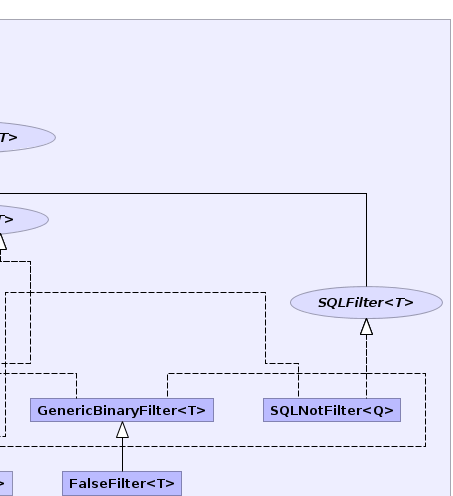 T>
T>
SQLFilter<T>
GenericBinaryFilter<T>
SQLNotFilter<Q>
>
FalseFilter<T>